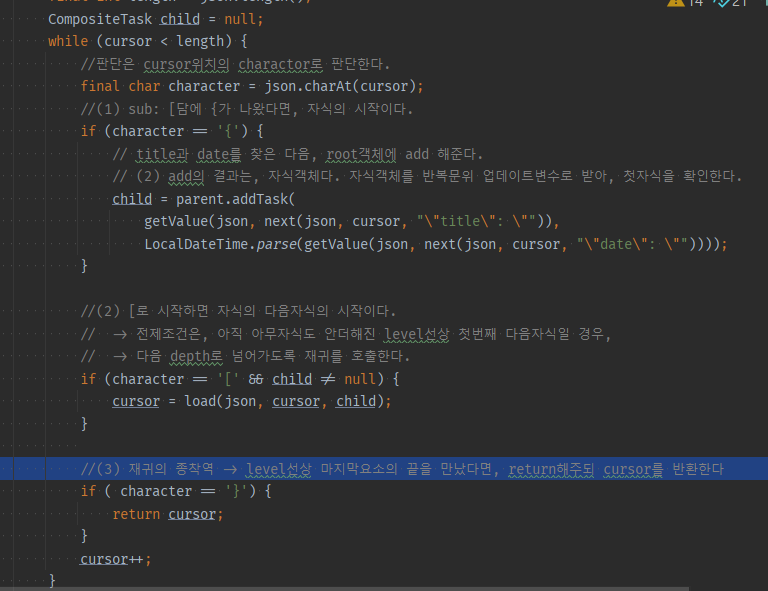 CompositeTask child = null;
14 21
while (cursor < length) {
//판단은 cursor위치의 charactor로 판단한다.
final char character = json.charAt(cursor);
//(1) sub: [담에 {가 나왔다면, 자식의 시작이다.
if (character == '{') {
// title과 date를 찾은 다음, root객체에 add 해준다.
// (2) add의 결과는, 자식객체다. 자식객체를 반복문위 업데이트변수로 받아, 첫자식을 확인한다.
child = parent.addTask(
getValue(json, next(json, cursor, "\"title\": \"")),
LocalDateTime.parse(getValue(json, next(json, cursor, "\"date\": \""))));
}
//(2) [로 시작하면 자식의 다음자식의 시작이다.
// -> 전제조건은, 아직 아무자식도 안더해진 level선상 첫번째 다음자식일 경우,
// -> 다음 depth로 넘어가도록 재귀를 호출한다.
if (character == '[' && child != null) {
cursor = load(json, cursor, child);
}
//(3) 재귀의 종착역 -> level선상 마지막요소의 끝을 만났다면, return해주되 cursor를 반환한다
if ( character == '}') {
return cursor;
}
cursor++;
}